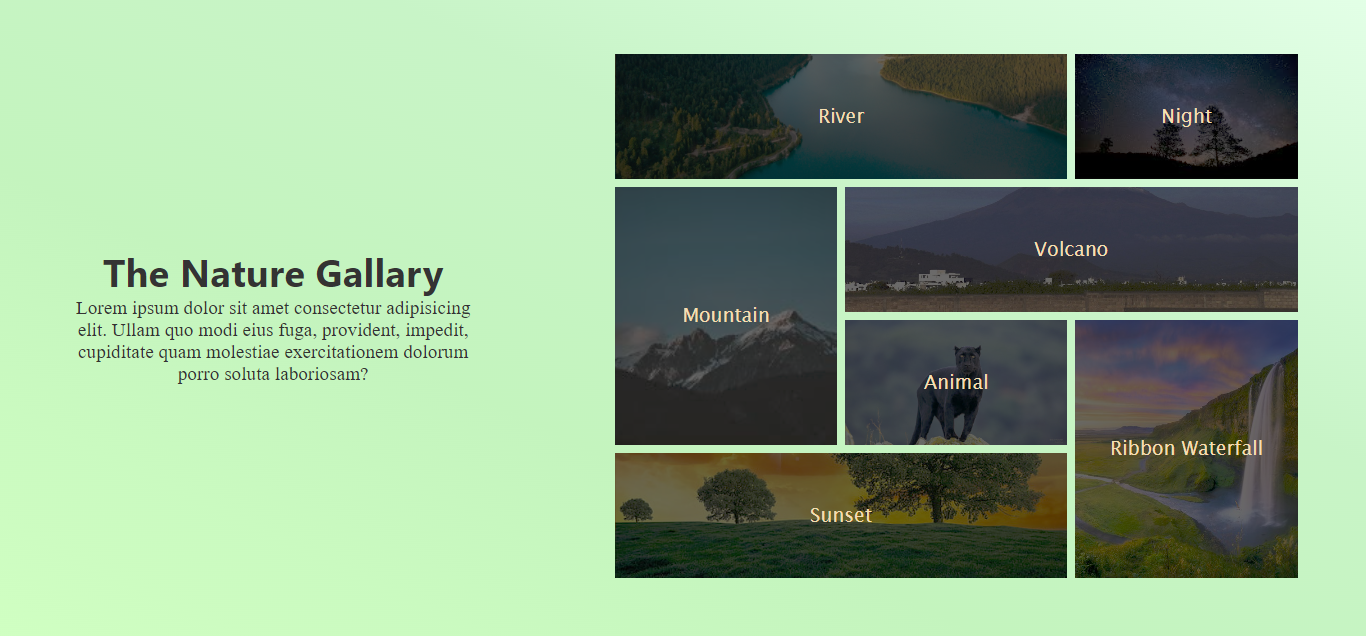 The Nature Gallary
Lorem ipsum dolor sit amet consectetur adipisicing
elit. Ullam quo modi eius fuga, provident, impedit,
cupiditate quam molestiae exercitationem dolorum
porro soluta laboriosam?
River
Night
Mountain
Volcano
Animal
Ribbon Waterfall
Sunset